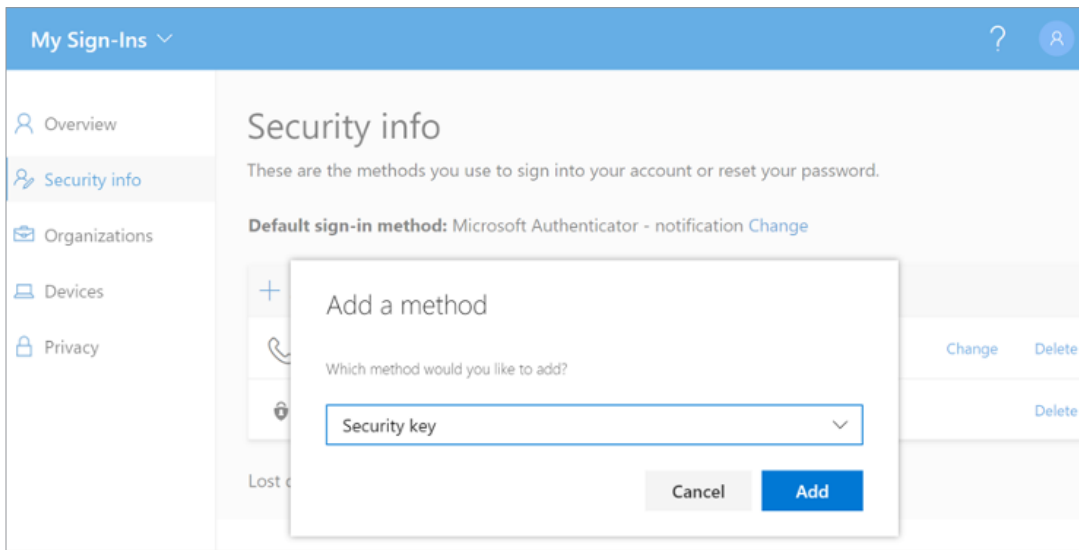 My Sign-Ins
?
Overview
Security info
Organizations
Devices
Privacy
Security info
These are the methods you use to sign into your account or reset your password.
Default sign-in method: Microsoft Authenticator - notification Change
+
Change Delete
Delete
Lost
Add a method
Which method would you like to add?
Security key
Cancel Add